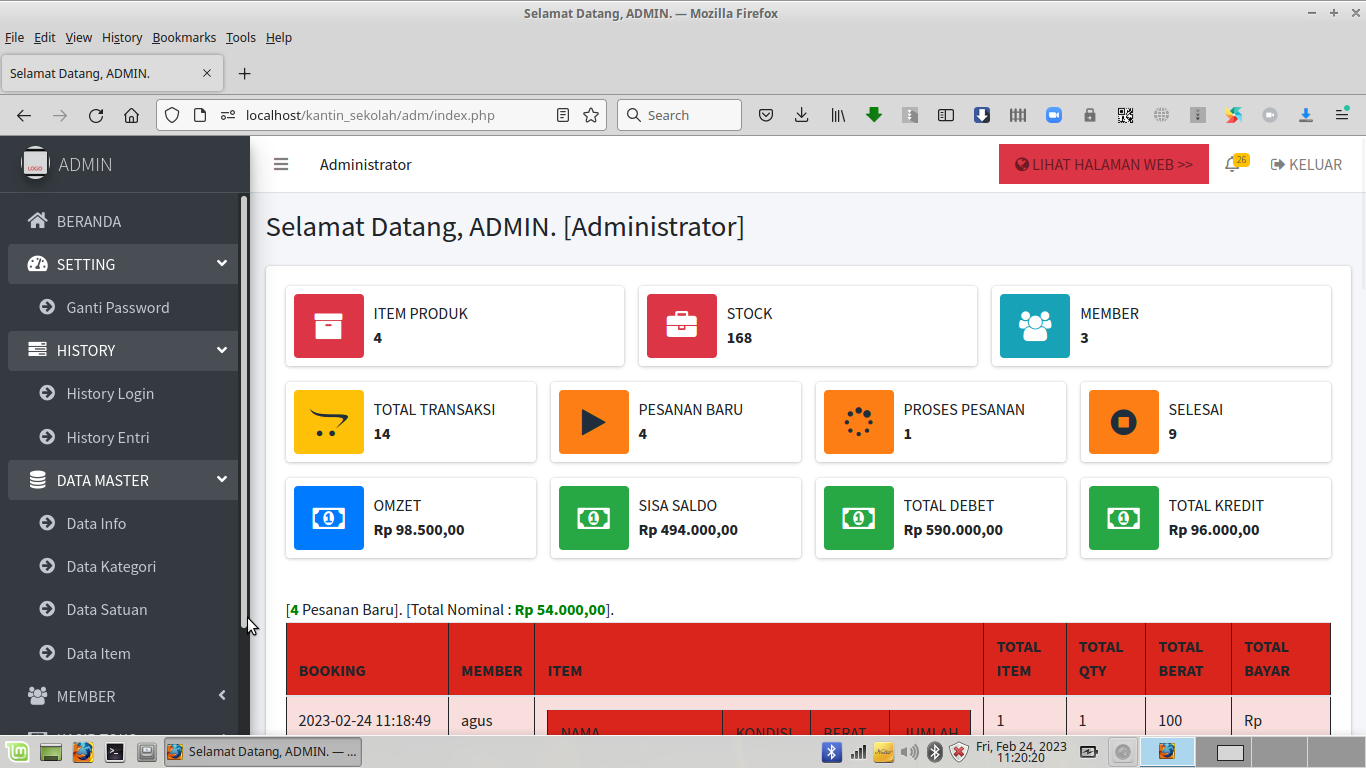 Selamat Datang, ADMIN. — Mozilla Firefox
File Edit View History Bookmarks Tools Help
Selamat Datang, ADMIN.
localhost/kantin_sekolah/adm/index.php
Search
LOGO
ADMIN
Administrator
LIHAT HALAMAN WEB >>
26
KELUAR
BERANDA
SETTING
Ganti Password
HISTORY
History Login
History Entri
DATA MASTER
Data Info
Data Kategori
Data Satuan
Data Item
MEMBER
Selamat Datang, ADMIN. [Administrator]
ITEM PRODUK
4
STOCK
168
MEMBER
3
TOTAL TRANSAKSI
14
PESANAN BARU
4
PROSES PESANAN
1
SELESAI
9
OMZET
Rp 98.500,00
SISA SALDO
Rp 494.000,00
TOTAL DEBET
Rp 590.000,00
TOTAL KREDIT
Rp 96.000,00
[4 Pesanan Baru]. [Total Nominal : Rp 54.000,00].
BOOKING
MEMBER
ITEM
TOTAL ITEM
TOTAL QTY
TOTAL BERAT
TOTAL BAYAR
2023-02-24 11:18:49
agus
NAMA
KONDISI
BERAT
JUMLAH
1
1
100
Rp
Selamat Datang, ADMIN. — ...
Fri, Feb 24, 2023
11:20:20